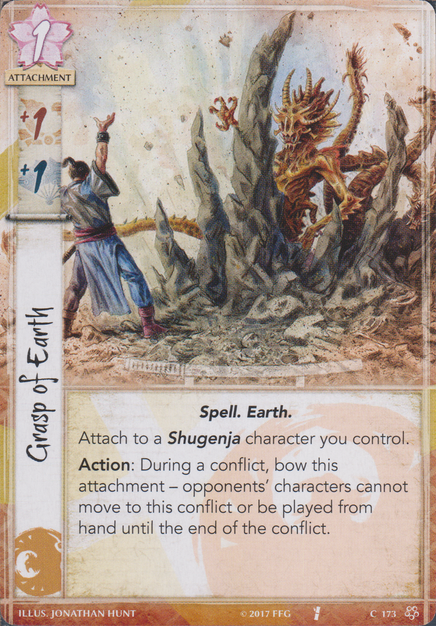 1
ATTACHMENT
+1
+1
Grasp of Earth
Spell. Earth.
Attach to a Shugenja character you control.
Action: During a conflict, bow this
attachment – opponents' characters cannot
move to this conflict or be played from
hand until the end of the conflict.
ILLUS. JONATHAN HUNT © 2017 FFG C 173